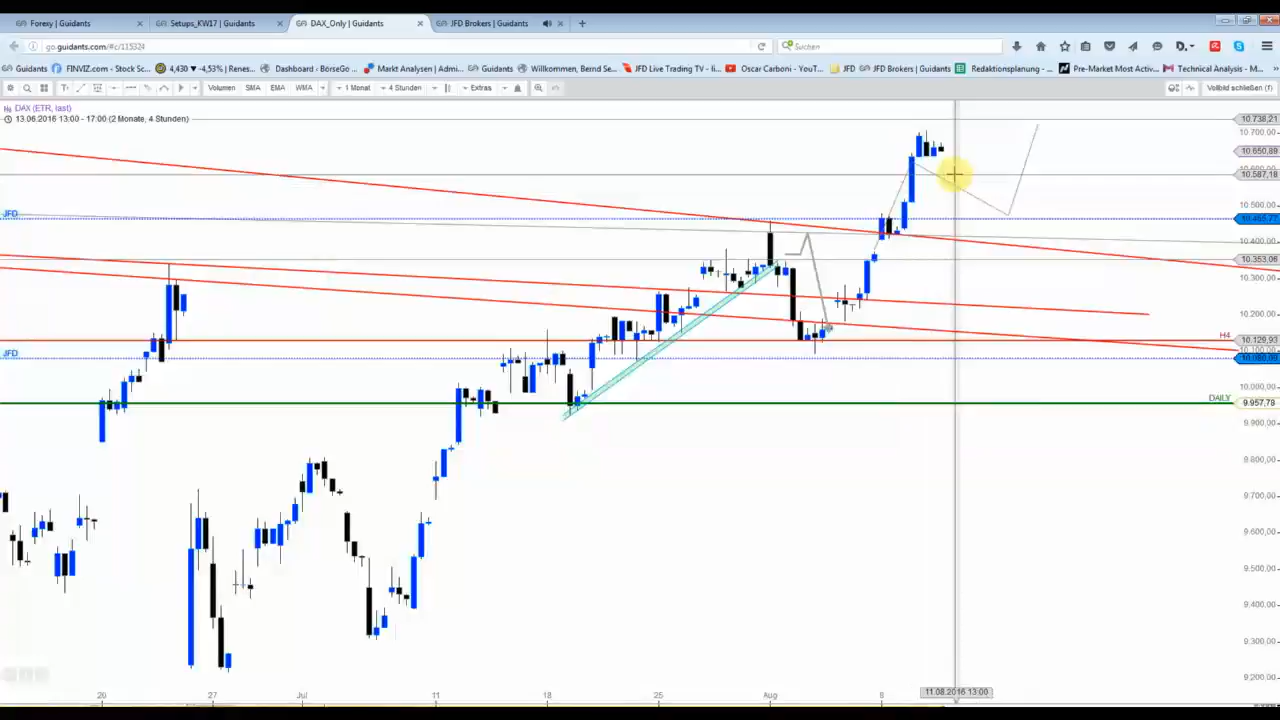 Forexy | Guidants
Setups_KW17 | Guidants
DAX_Only | Guidants
JFD Brokers | Guidants
go.guidants.com/#c/115324
Suchen
Guidants
FINVIZ.com - Stock Sc...
4,430 -4,53% | Renes...
Dashboard ‹ BörseGo ...
Markt Analysen | Admi...
Guidants
Willkommen, Bernd Se...
JFD Live Trading TV - li...
Oscar Carboni - YouT...
JFD
JFD Brokers | Guidants
Redaktionsplanung - ...
Pre-Market Most Activ...
Technical Analysis - M...
Volumen
SMA
EMA
WMA
1 Monat
4 Stunden
Extras
Vollbild schließen (f)
DAX (ETR, last)
13.06.2016 13:00 - 17:00 (2 Monate, 4 Stunden)
10.738,21
10.700,00
10.650,89
10.587,18
10.500,00
JFD
10.400,00
10.353,06
10.300,00
10.200,00
H4
10.129,93
JFD
10.000,00
DAILY
9.957,78
9.900,00
9.800,00
9.700,00
9.600,00
9.500,00
9.400,00
9.300,00
9.200,00
20
27
Jul
11
18
25
Aug
8
11.08.2016 13:00